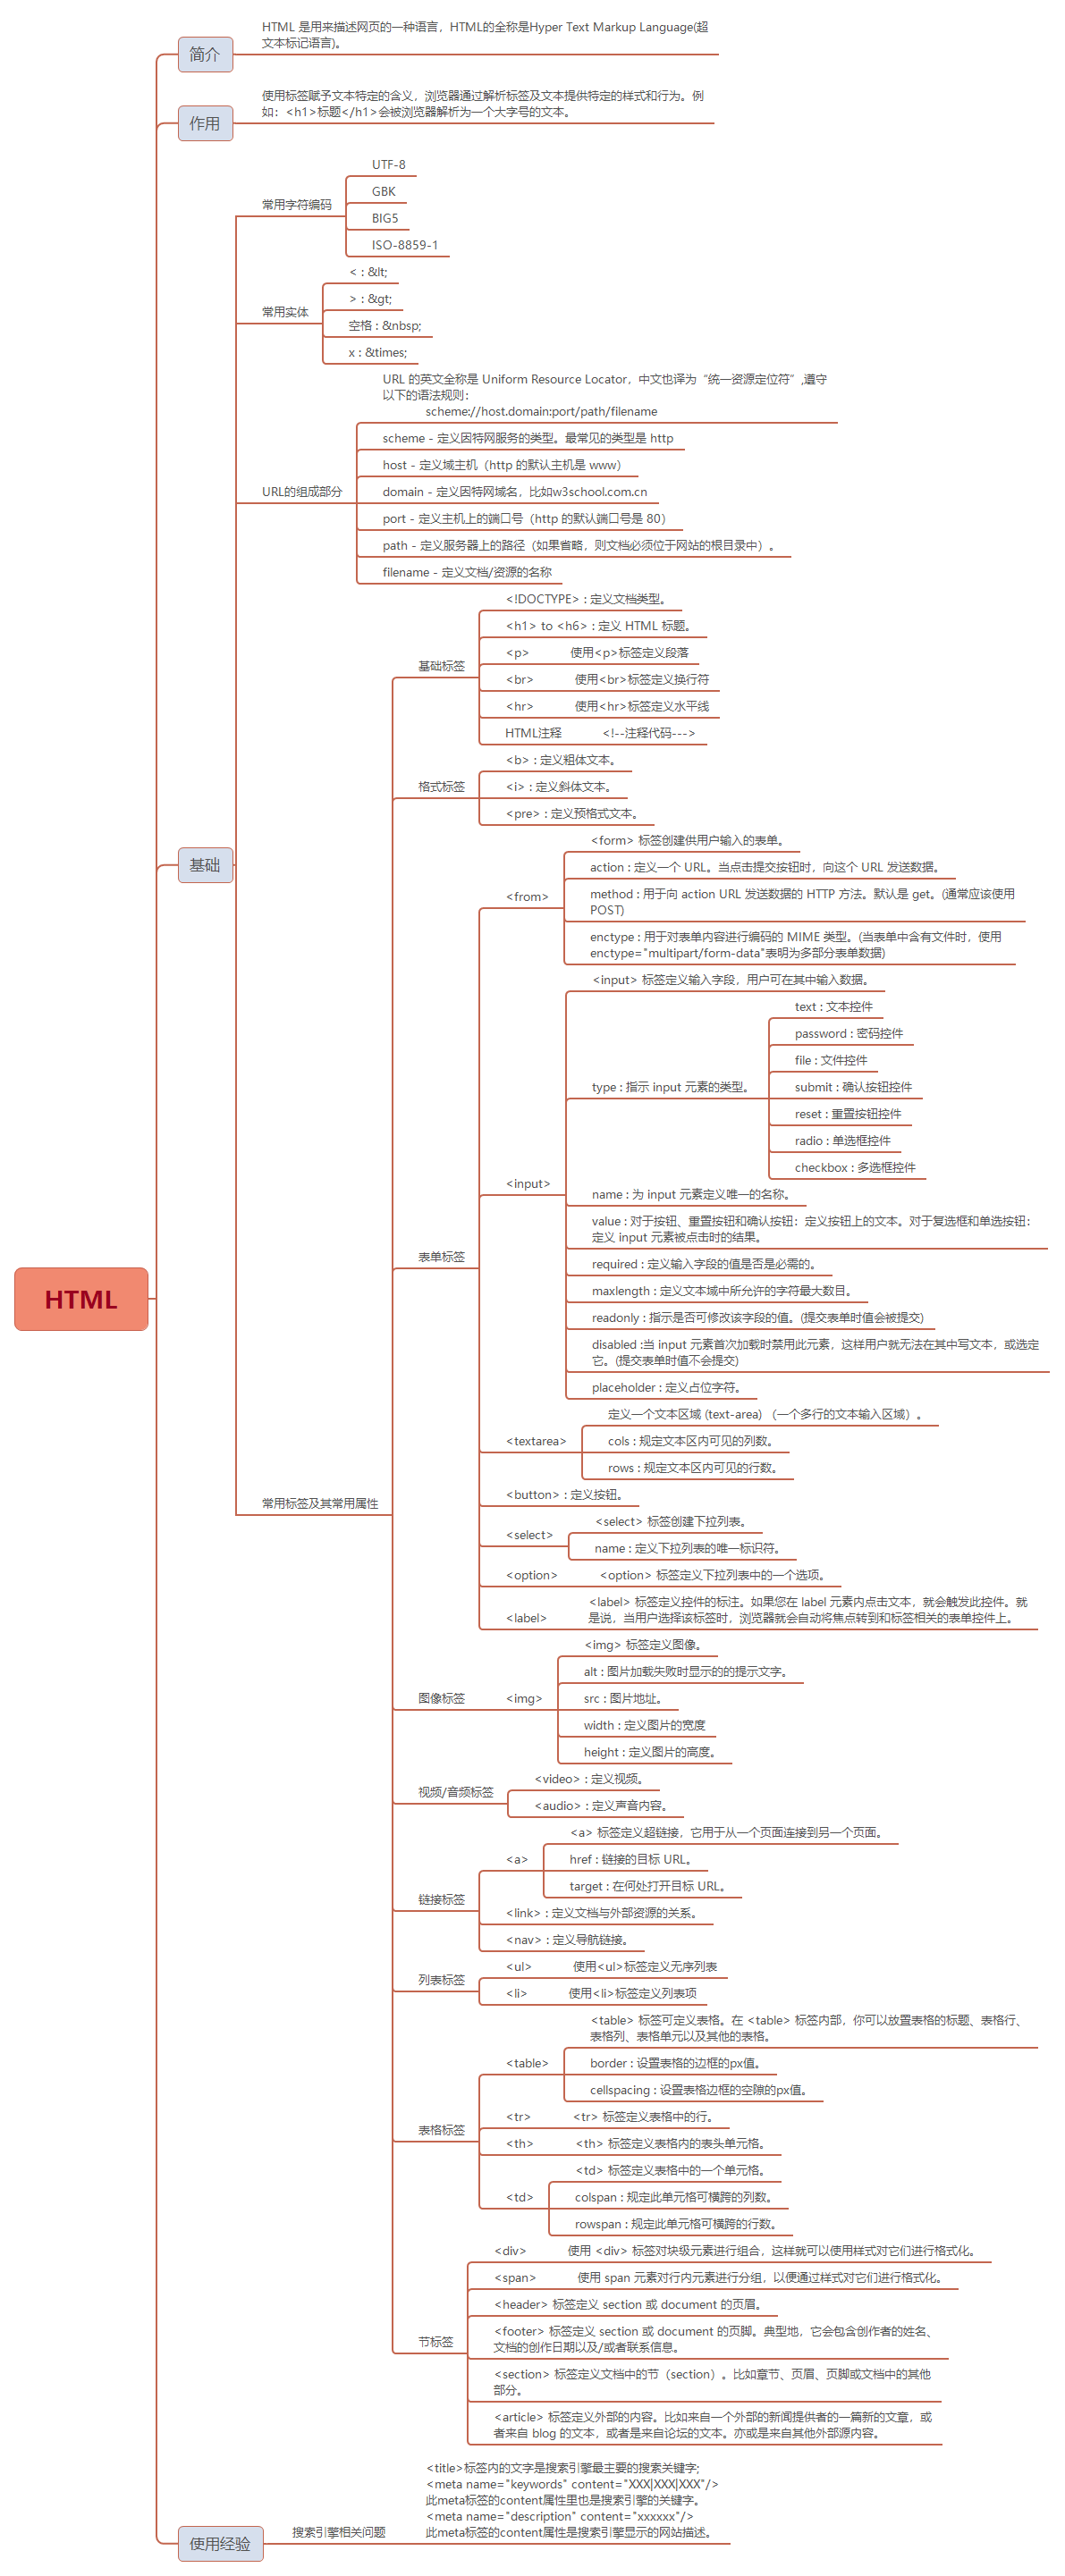 HTML
简介
HTML 是用来描述网页的一种语言，HTML的全称是Hyper Text Markup Language(超
文本标记语言)。
作用
使用标签赋予文本特定的含义，浏览器通过解析标签及文本提供特定的样式和行为。例
如：<h1>标题</h1>会被浏览器解析为一个大字号的文本。
基础
常用字符编码
UTF-8
GBK
BIG5
ISO-8859-1
常用实体
< : &lt;
> : &gt;
空格 : &nbsp;
x : &times;
URL的组成部分
URL 的英文全称是 Uniform Resource Locator，中文也译为“统一资源定位符”,遵守
以下的语法规则：
scheme://host.domain:port/path/filename
scheme - 定义因特网服务的类型。最常见的类型是 http
host - 定义域主机（http 的默认主机是 www）
domain - 定义因特网域名，比如w3school.com.cn
port - 定义主机上的端口号（http 的默认端口号是 80）
path - 定义服务器上的路径（如果省略，则文档必须位于网站的根目录中）。
filename - 定义文档/资源的名称
常用标签及其常用属性
基础标签
<!DOCTYPE> : 定义文档类型。
<h1> to <h6> : 定义 HTML 标题。
<p> 使用<p>标签定义段落
<br> 使用<br>标签定义换行符
<hr> 使用<hr>标签定义水平线
HTML注释 <!--注释代码--->
格式标签
<b> : 定义粗体文本。
<i> : 定义斜体文本。
<pre> : 定义预格式文本。
表单标签
<from>
<form> 标签创建供用户输入的表单。
action : 定义一个 URL。当点击提交按钮时，向这个 URL 发送数据。
method : 用于向 action URL 发送数据的 HTTP 方法。默认是 get。(通常应该使用
POST)
enctype : 用于对表单内容进行编码的 MIME 类型。(当表单中含有文件时，使用
enctype="multipart/form-data"表明为多部分表单数据)
<input>
<input> 标签定义输入字段，用户可在其中输入数据。
type : 指示 input 元素的类型。
text : 文本控件
password : 密码控件
file : 文件控件
submit : 确认按钮控件
reset : 重置按钮控件
radio : 单选框控件
checkbox : 多选框控件
name : 为 input 元素定义唯一的名称。
value : 对于按钮、重置按钮和确认按钮：定义按钮上的文本。对于复选框和单选按钮：
定义 input 元素被点击时的结果。
required : 定义输入字段的值是否是必需的。
maxlength : 定义文本域中所允许的字符最大数目。
readonly : 指示是否可修改该字段的值。(提交表单时值会被提交)
disabled :当 input 元素首次加载时禁用此元素，这样用户就无法在其中写文本，或选定
它。(提交表单时值不会提交)
placeholder : 定义占位字符。
<textarea>
定义一个文本区域 (text-area) （一个多行的文本输入区域）。
cols : 规定文本区内可见的列数。
rows : 规定文本区内可见的行数。
<button> : 定义按钮。
<select>
<select> 标签创建下拉列表。
name : 定义下拉列表的唯一标识符。
<option> <option> 标签定义下拉列表中的一个选项。
<label>
<label> 标签定义控件的标注。如果您在 label 元素内点击文本，就会触发此控件。就
是说，当用户选择该标签时，浏览器就会自动将焦点转到和标签相关的表单控件上。
图像标签
<img>
<img> 标签定义图像。
alt : 图片加载失败时显示的的提示文字。
src : 图片地址。
width : 定义图片的宽度
height : 定义图片的高度。
视频/音频标签
<video> : 定义视频。
<audio> : 定义声音内容。
链接标签
<a>
<a> 标签定义超链接，它用于从一个页面连接到另一个页面。
href : 链接的目标 URL。
target : 在何处打开目标 URL。
<link> : 定义文档与外部资源的关系。
<nav> : 定义导航链接。
列表标签
<ul> 使用<ul>标签定义无序列表
<li> 使用<li>标签定义列表项
表格标签
<table>
<table> 标签可定义表格。在 <table> 标签内部，你可以放置表格的标题、表格行、
表格列、表格单元以及其他的表格。
border : 设置表格的边框的px值。
cellspacing : 设置表格边框的空隙的px值。
<tr> <tr> 标签定义表格中的行。
<th> <th> 标签定义表格内的表头单元格。
<td>
<td> 标签定义表格中的一个单元格。
colspan : 规定此单元格可横跨的列数。
rowspan : 规定此单元格可横跨的行数。
节标签
<div> 使用 <div> 标签对块级元素进行组合，这样就可以使用样式对它们进行格式化。
<span> 使用 span 元素对行内元素进行分组，以便通过样式对它们进行格式化。
<header> 标签定义 section 或 document 的页眉。
<footer> 标签定义 section 或 document 的页脚。典型地，它会包含创作者的姓名、
文档的创作日期以及/或者联系信息。
<section> 标签定义文档中的节（section）。比如章节、页眉、页脚或文档中的其他
部分。
<article> 标签定义外部的内容。比如来自一个外部的新闻提供者的一篇新的文章，或
者来自 blog 的文本，或者是来自论坛的文本。亦或是来自其他外部源内容。
使用经验
搜索引擎相关问题
<title>标签内的文字是搜索引擎最主要的搜索关键字;
<meta name="keywords" content="XXX|XXX|XXX"/>
此meta标签的content属性里也是搜索引擎的关键字。
<meta name="description" content="xxxxxx"/>
此meta标签的content属性是搜索引擎显示的网站描述。